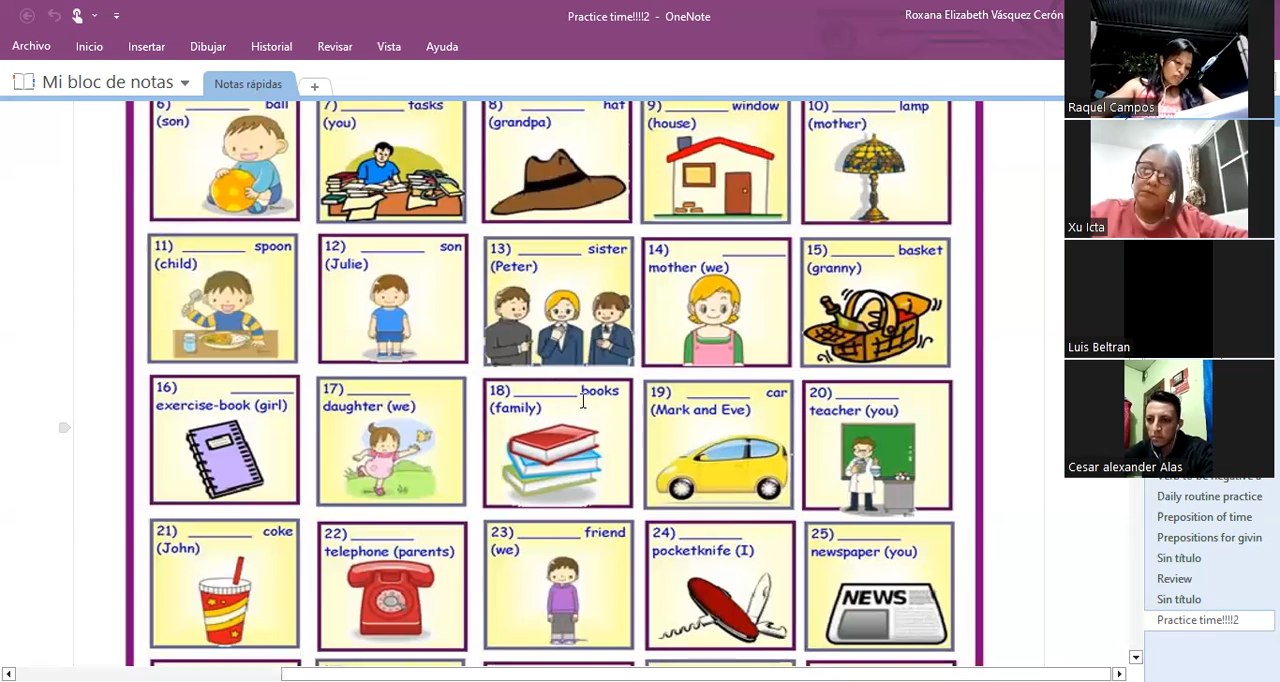 Practice time!!!!2 - OneNote
Roxana Elizabeth Vásquez Cerón
Archivo
Inicio
Insertar
Dibujar
Historial
Revisar
Vista
Ayuda
Mi bloc de notas
Notas rápidas
+
6) ________ ball
(son)
7) ________ tasks
(you)
8) ________ hat
(grandpa)
9) ________ window
(house)
10) ________ lamp
(mother)
11) ________ spoon
(child)
12) ________ son
(Julie)
13) ________ sister
(Peter)
14) ________
mother (we)
15) ________ basket
(granny)
16) ________
exercise-book (girl)
17) ________
daughter (we)
18) ________ books
(family)
19) ________ car
(Mark and Eve)
20) ________
teacher (you)
21) ________ coke
(John)
22) ________
telephone (parents)
23) ________ friend
(we)
24) ________
pocketknife (I)
25) ________
newspaper (you)
NEWS
Raquel Campos
Xu Icta
Luis Beltran
Cesar alexander Alas
Daily routine practice
Preposition of time
Prepositions for givin
Sin título
Review
Sin título
Practice time!!!!2